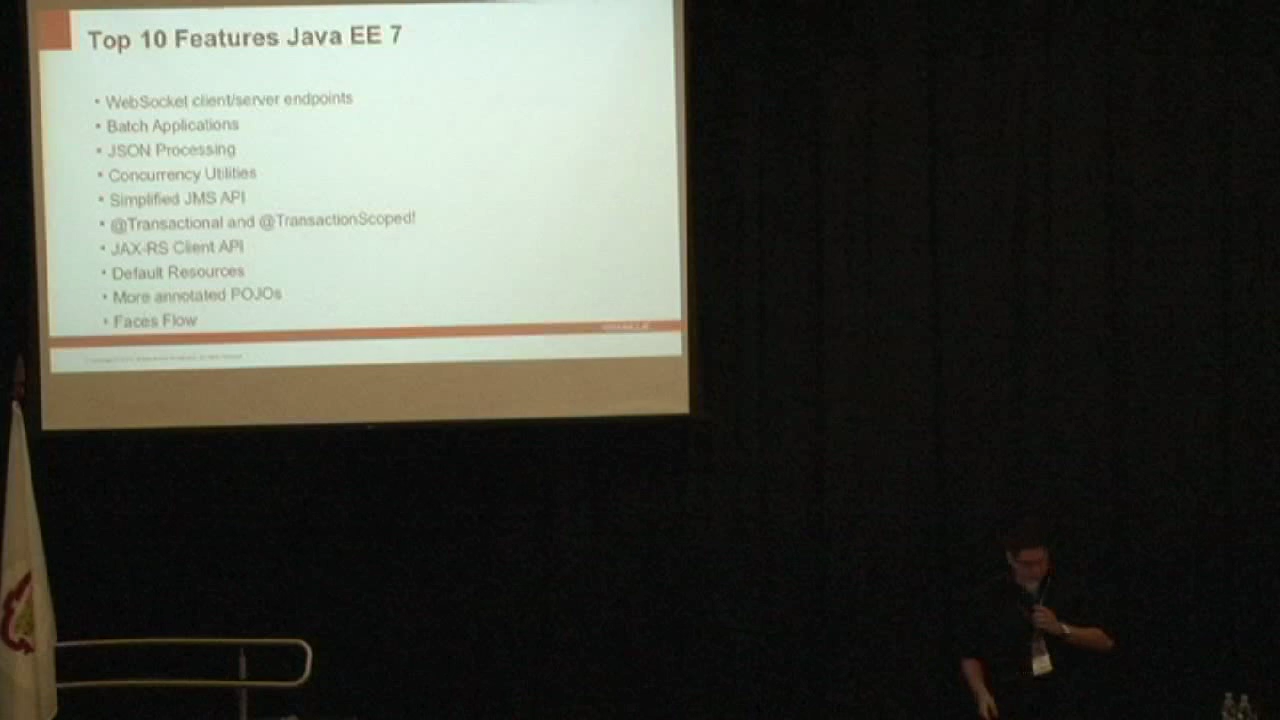 Top 10 Features Java EE 7
• WebSocket client/server endpoints
• Batch Applications
• JSON Processing
• Concurrency Utilities
• Simplified JMS API
• @Transactional and @TransactionScoped!
• JAX-RS Client API
• Default Resources
• More annotated POJOs
• Faces Flow
ORACLE